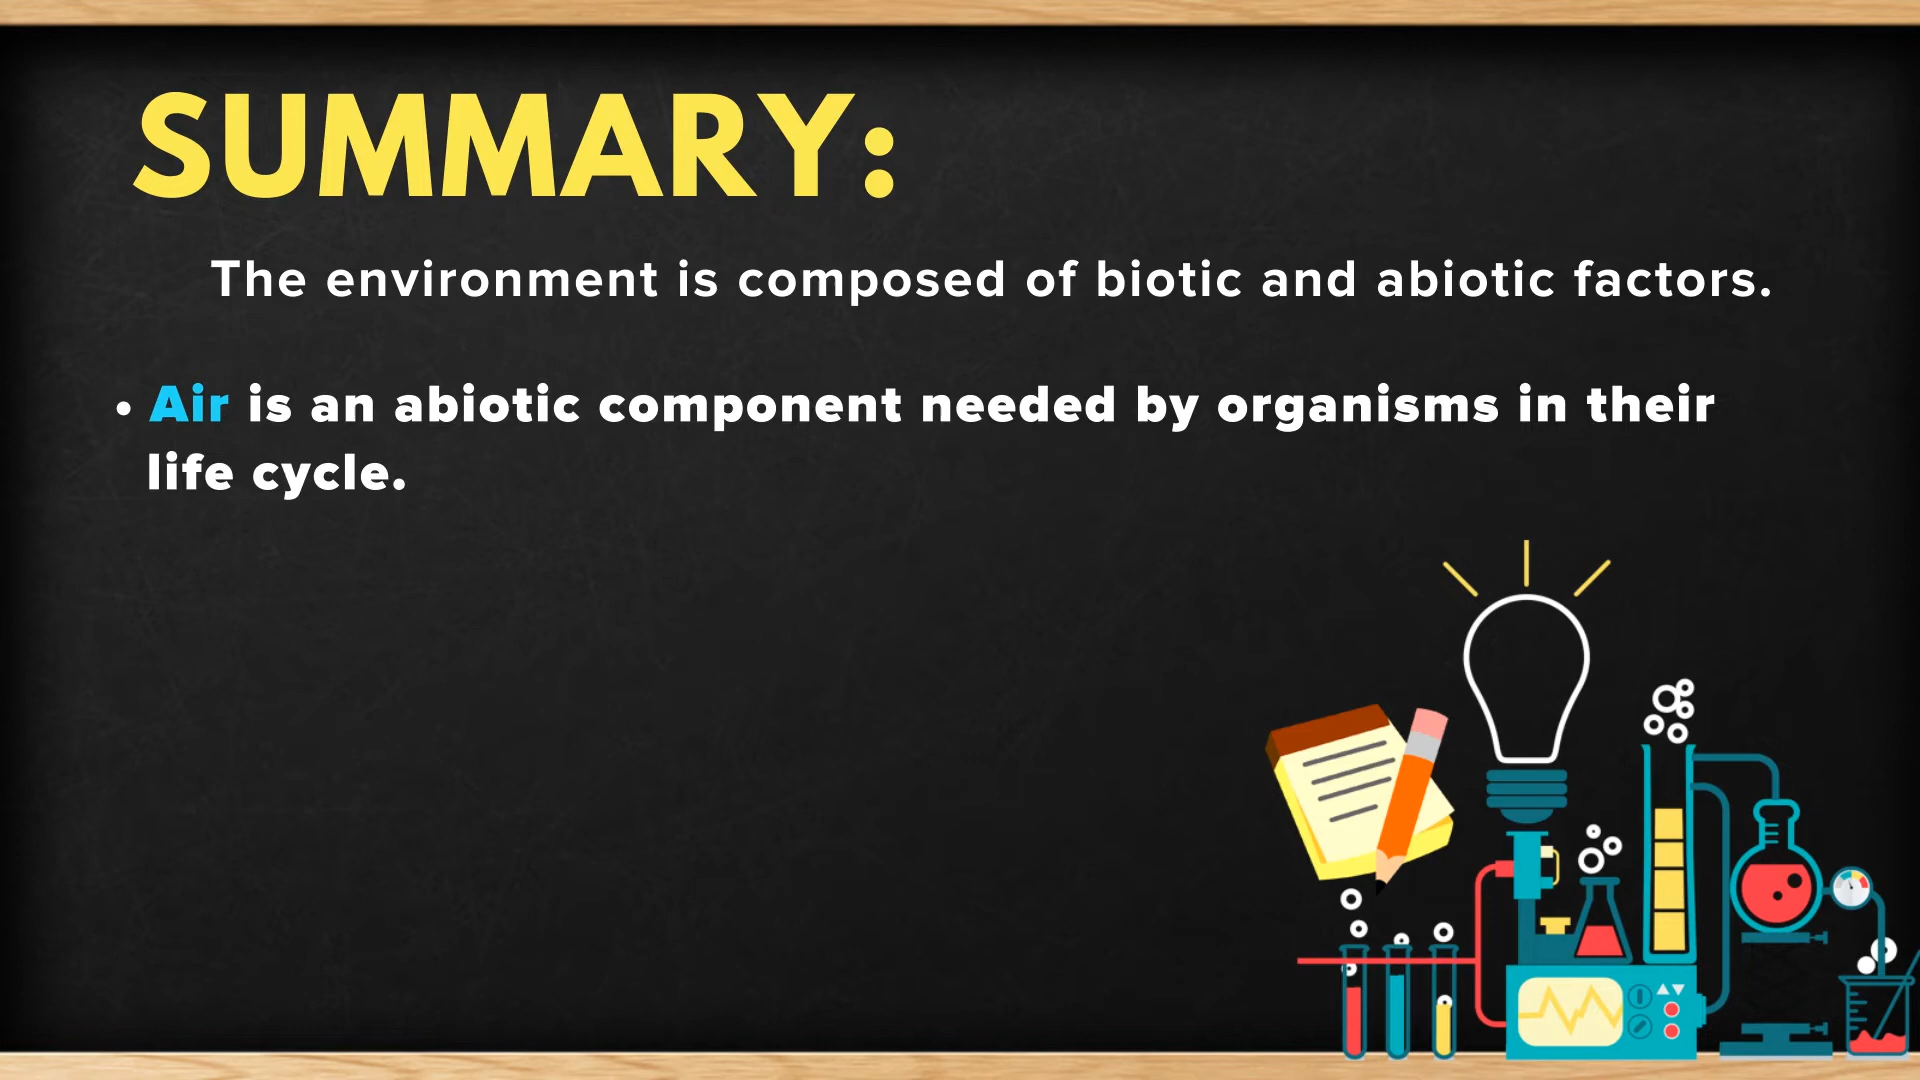 SUMMARY:
The environment is composed of biotic and abiotic factors.
• Air is an abiotic component needed by organisms in their
life cycle.